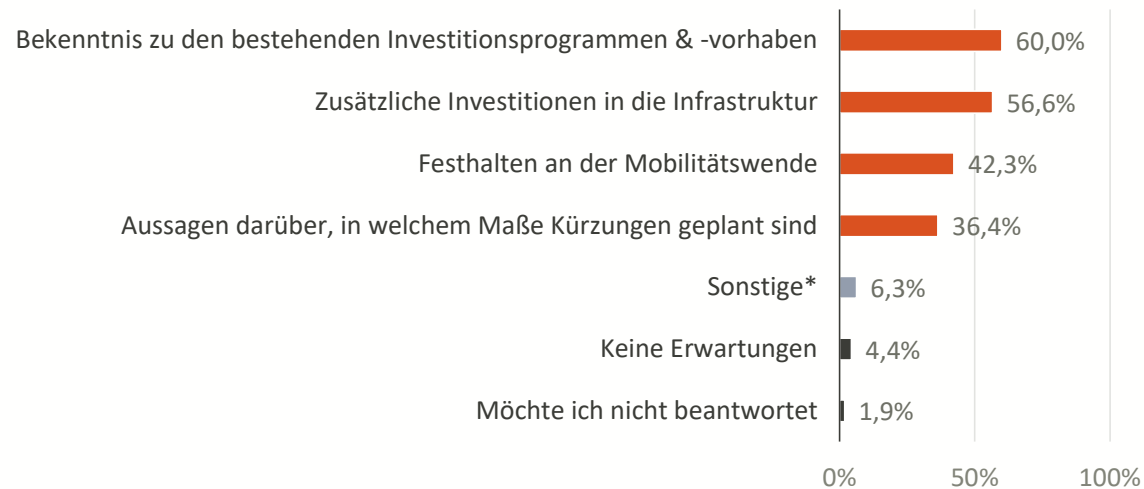 Bekenntnis zu den bestehenden Investitionsprogrammen & -vorhaben 60,0%
Zusätzliche Investitionen in die Infrastruktur 56,6%
Festhalten an der Mobilitätswende 42,3%
Aussagen darüber, in welchem Maße Kürzungen geplant sind 36,4%
Sonstige* 6,3%
Keine Erwartungen 4,4%
Möchte ich nicht beantwortet 1,9%
0% 50% 100%